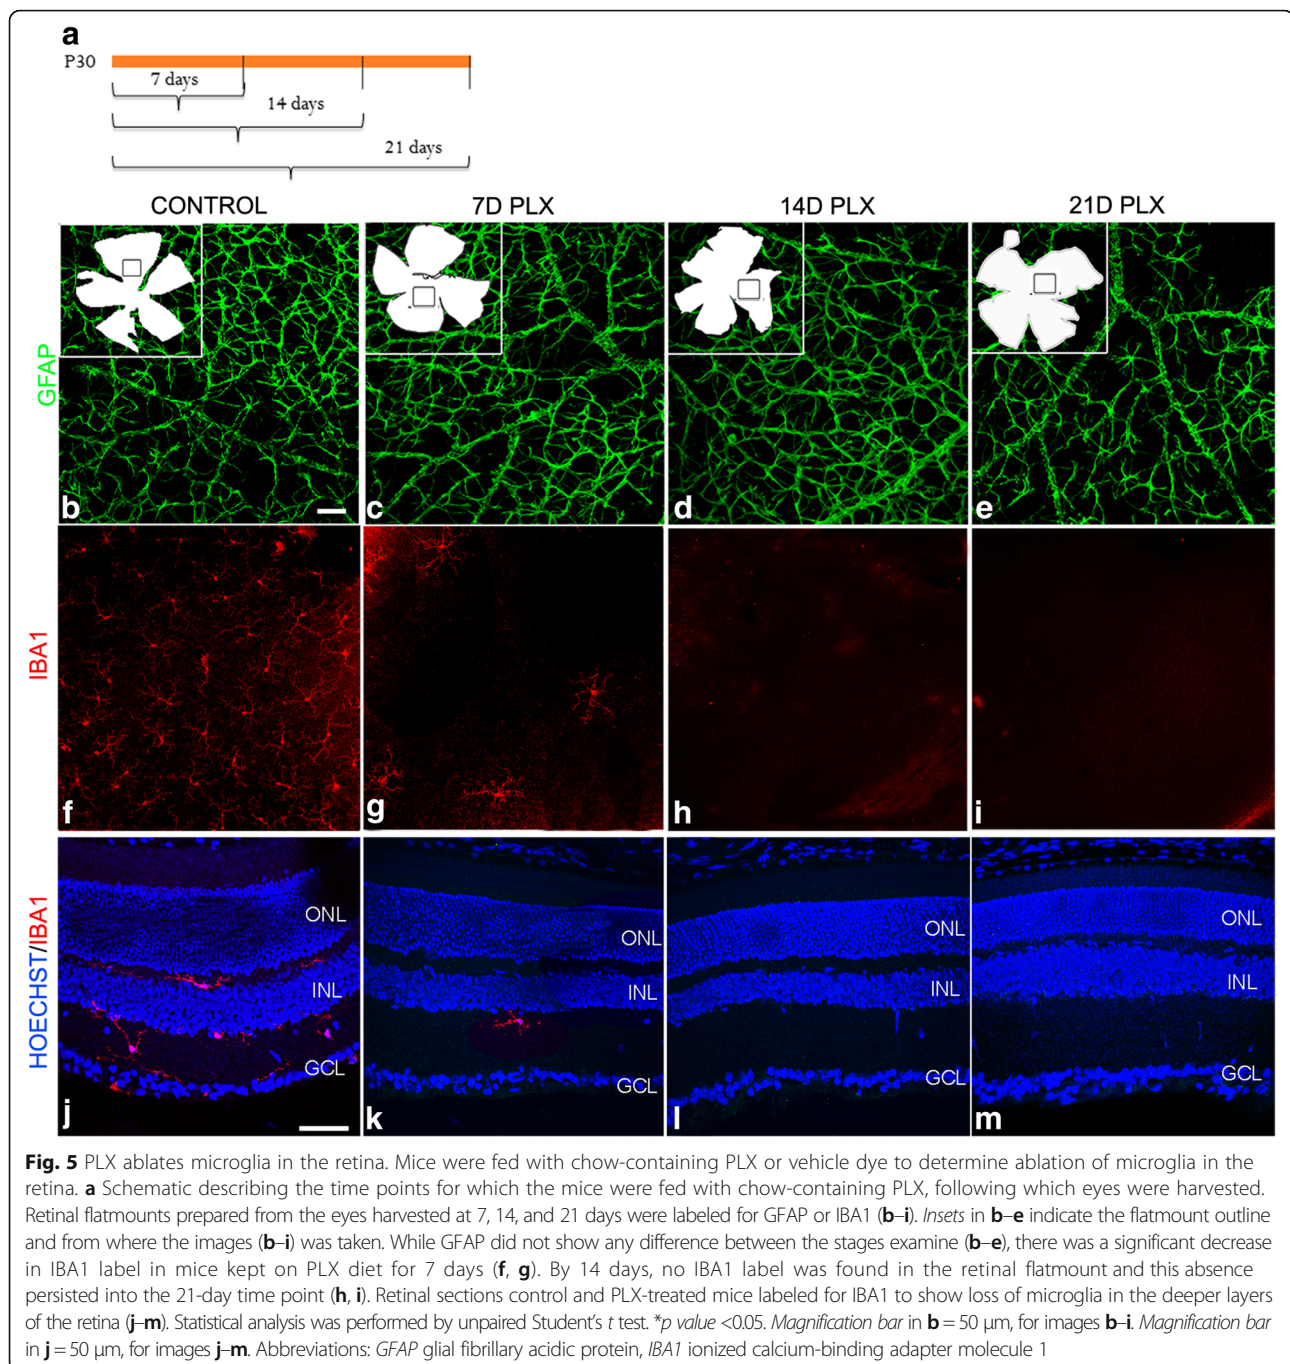 a
P30
7 days
14 days
21 days
CONTROL
7D PLX
14D PLX
21D PLX
GFAP
b
c
d
e
IBA1
f
g
h
i
HOECHST/IBA1
ONL
INL
GCL
j
ONL
INL
GCL
k
ONL
INL
GCL
l
ONL
INL
GCL
m
Fig. 5 PLX ablates microglia in the retina. Mice were fed with chow-containing PLX or vehicle dye to determine ablation of microglia in the
retina. a Schematic describing the time points for which the mice were fed with chow-containing PLX, following which eyes were harvested.
Retinal flatmounts prepared from the eyes harvested at 7, 14, and 21 days were labeled for GFAP or IBA1 (b–i). Insets in b–e indicate the flatmount outline
and from where the images (b–i) was taken. While GFAP did not show any difference between the stages examine (b–e), there was a significant decrease
in IBA1 label in mice kept on PLX diet for 7 days (f, g). By 14 days, no IBA1 label was found in the retinal flatmount and this absence
persisted into the 21-day time point (h, i). Retinal sections control and PLX-treated mice labeled for IBA1 to show loss of microglia in the deeper layers
of the retina (j–m). Statistical analysis was performed by unpaired Student's t test. *p value <0.05. Magnification bar in b = 50 μm, for images b–i. Magnification bar
in j = 50 μm, for images j–m. Abbreviations: GFAP glial fibrillary acidic protein, IBA1 ionized calcium-binding adapter molecule 1